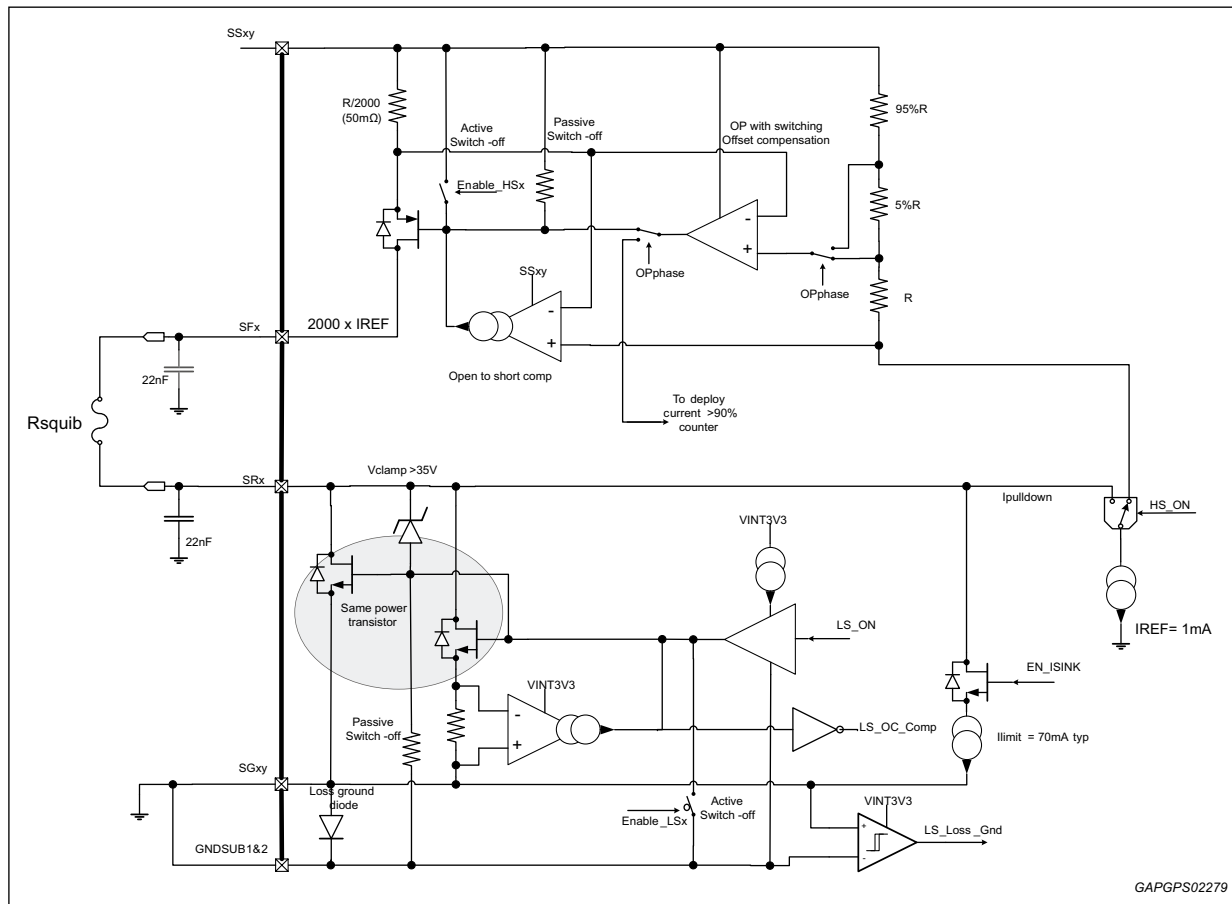 SSxy
R/2000
(50mΩ)
Active
Switch -off
Passive
Switch -off
OP with switching
Offset compensation
95%R
Enable_HSx
5%R
-
+
OPphase
OPphase
SSxy
R
-
+
SFx
2000 x IREF
22nF
Open to short comp
To deploy
current >90%
counter
Rsquib
SRx
Vclamp >35V
Ipulldown
22nF
VINT3V3
HS_ON
Same power
transistor
LS_ON
IREF= 1mA
EN_ISINK
VINT3V3
-
+
Passive
Switch -off
LS_OC_Comp
Ilimit = 70mA typ
SGxy
Loss ground
diode
Enable_LSx
Active
Switch -off
VINT3V3
+
-
LS_Loss_Gnd
GNDSUB1&2
GAPGPS02279